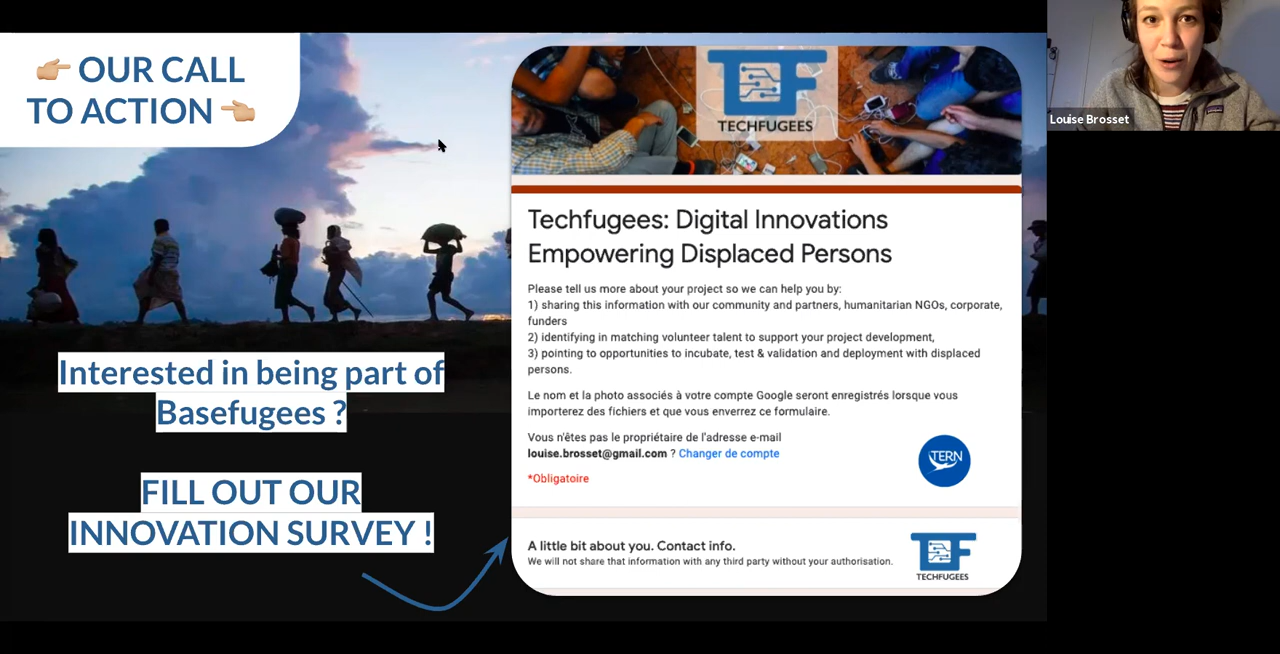 👉🏼 OUR CALL
TO ACTION 👈🏼
Interested in being part of
Basefugees ?
FILL OUT OUR
INNOVATION SURVEY !
TECHFUGEES
Techfugees: Digital Innovations
Empowering Displaced Persons
Please tell us more about your project so we can help you by:
1) sharing this information with our community and partners, humanitarian NGOs, corporate,
funders
2) identifying in matching volunteer talent to support your project development,
3) pointing to opportunities to incubate, test & validation and deployment with displaced
persons.
Le nom et la photo associés à votre compte Google seront enregistrés lorsque vous
importerez des fichiers et que vous enverrez ce formulaire.
Vous n'êtes pas le propriétaire de l'adresse e-mail
louise.brosset@gmail.com ? Changer de compte
*Obligatoire
TERN
A little bit about you. Contact info.
We will not share that information with any third party without your authorisation.
TECHFUGEES
Louise Brosset